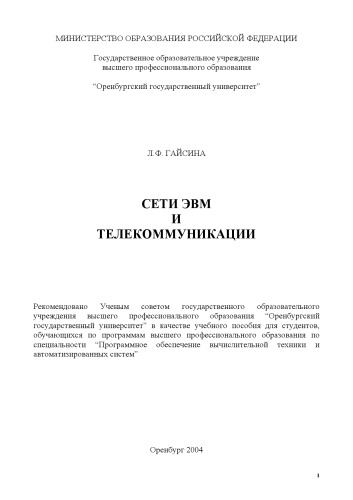 МИНИСТЕРСТВО ОБРАЗОВАНИЯ РОССИЙСКОЙ ФЕДЕРАЦИИ
Государственное образовательное учреждение
высшего профессионального образования
“Оренбургский государственный университет”
Л.Ф. ГАЙСИНА
СЕТИ ЭВМ
И
ТЕЛЕКОММУНИКАЦИИ
Рекомендовано Ученым советом государственного образовательного
учреждения высшего профессионального образования “Оренбургский
государственный университет” в качестве учебного пособия для студентов,
обучающихся по программам высшего профессионального образования по
специальности “Программное обеспечение вычислительной техники и
автоматизированных систем”
Оренбург 2004
1